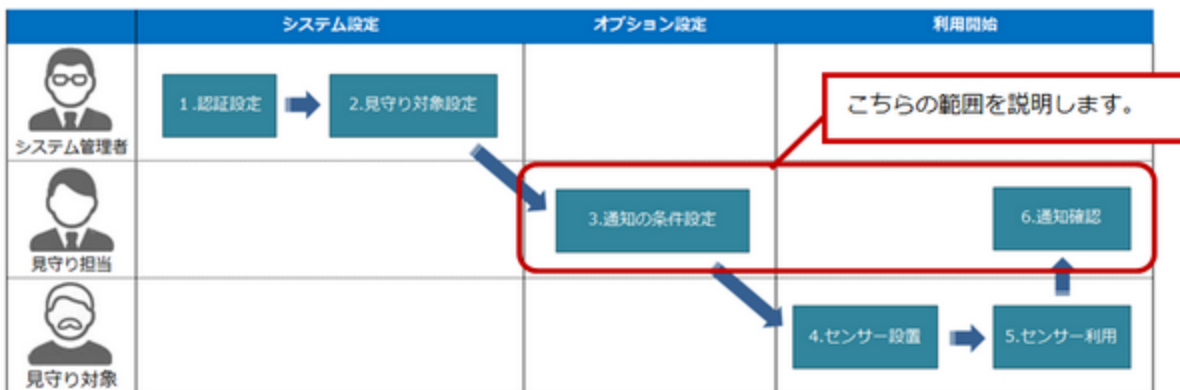 システム設定
オプション設定
利用開始
システム管理者
1.認証設定
2.見守り対象設定
こちらの範囲を説明します。
見守り担当
3.通知の条件設定
6.通知確認
見守り対象
4.センサー設置
5.センサー利用